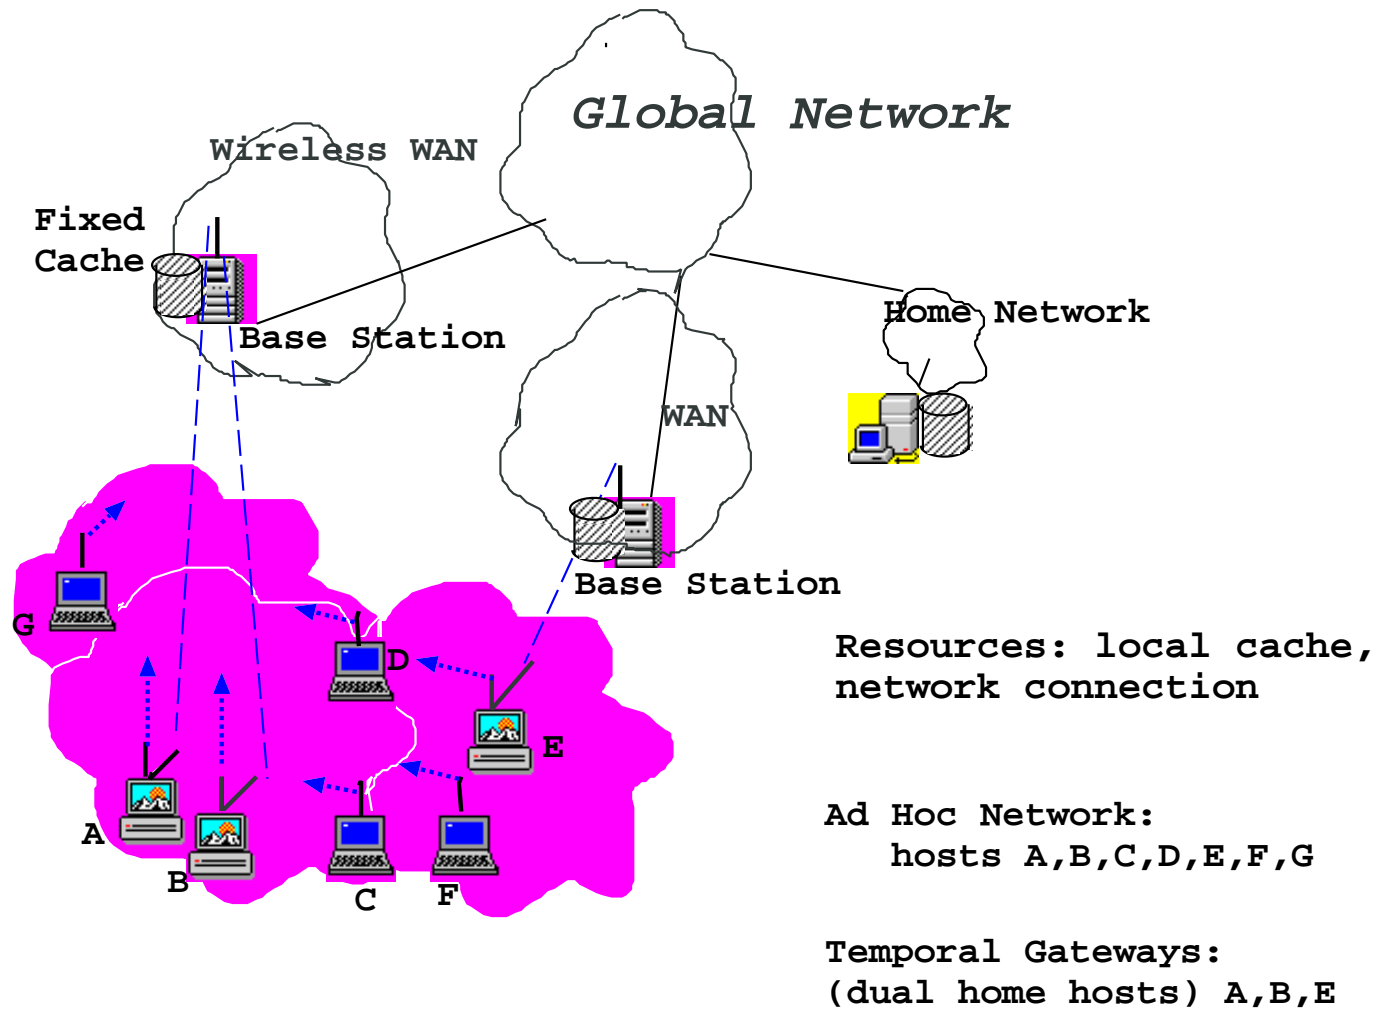 Global Network
Wireless WAN
Fixed
Cache
Home Network
Base Station
WAN
Base Station
G
D
E
A
B
C
F
Resources: local cache,
network connection
Ad Hoc Network:
hosts A,B,C,D,E,F,G
Temporal Gateways:
(dual home hosts) A,B,E